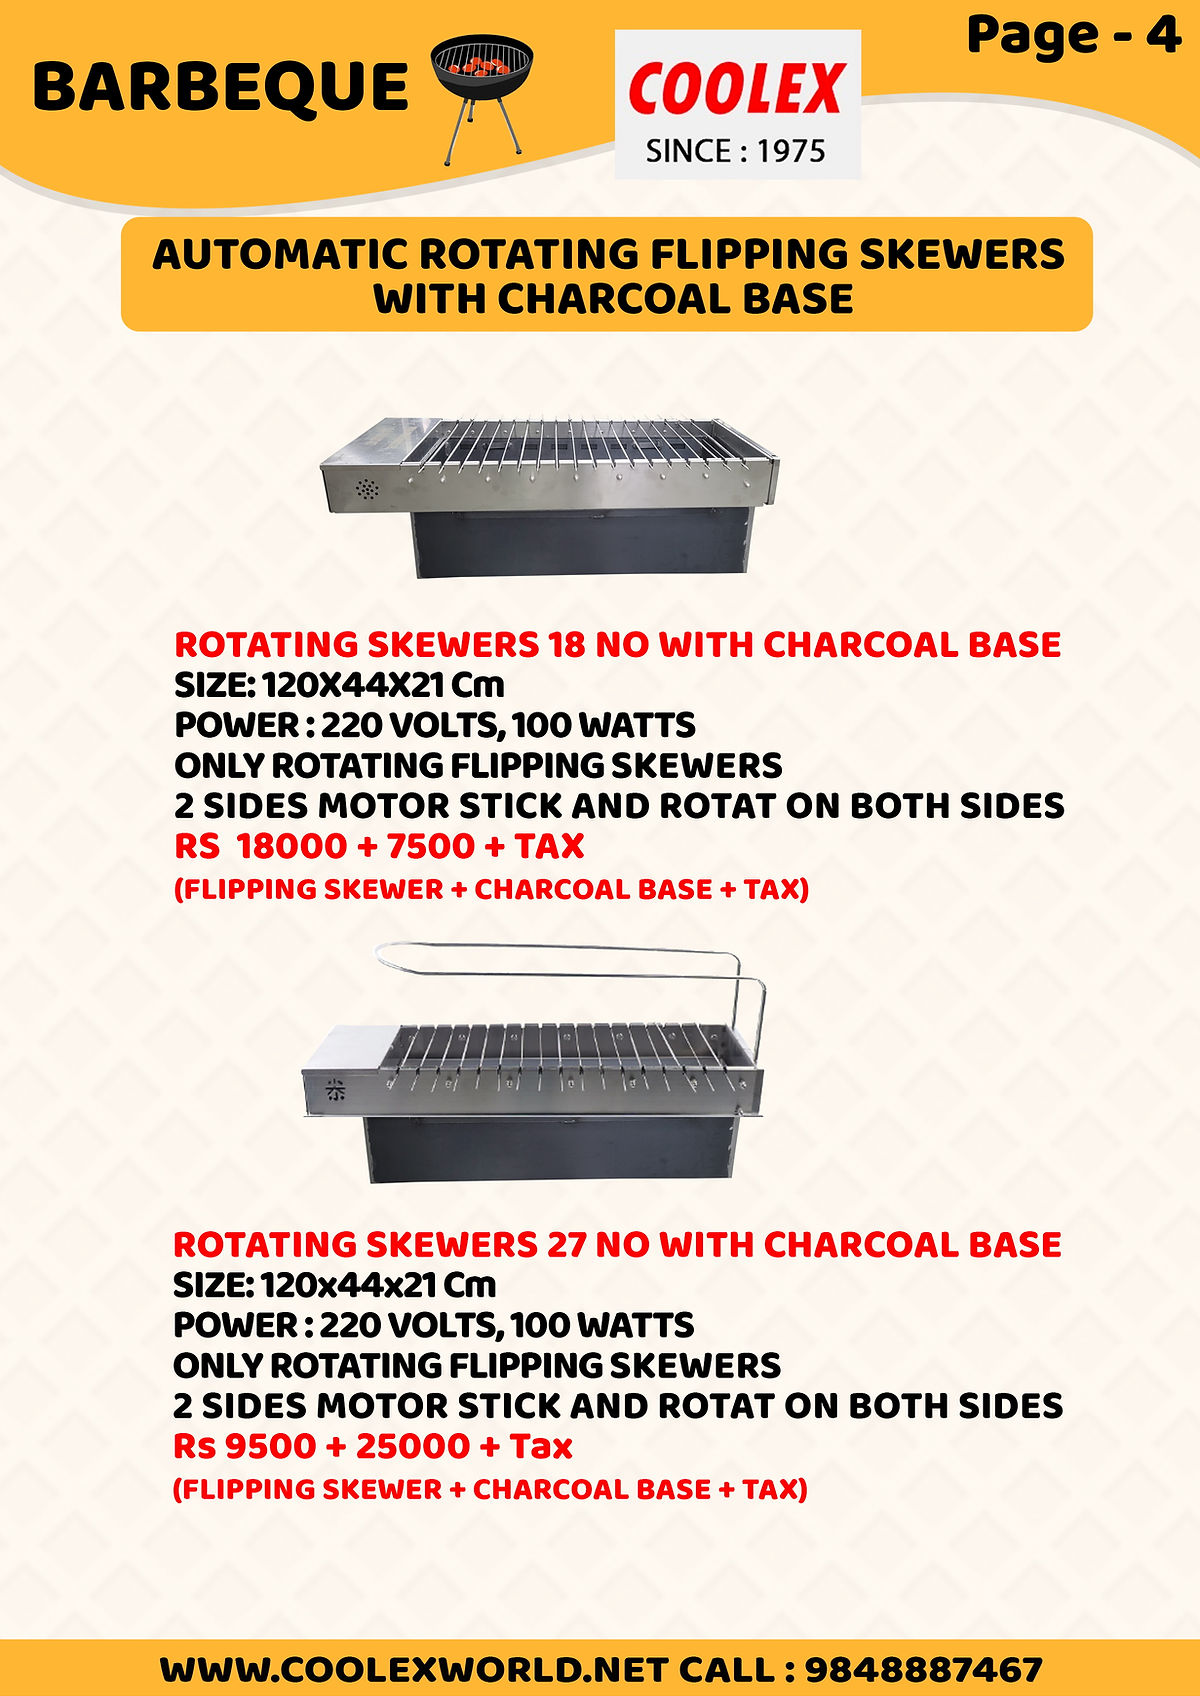 Page - 4
BARBEQUE
COOLEX
SINCE : 1975
AUTOMATIC ROTATING FLIPPING SKEWERS
WITH CHARCOAL BASE
ROTATING SKEWERS 18 NO WITH CHARCOAL BASE
SIZE: 120X44X21 Cm
POWER : 220 VOLTS, 100 WATTS
ONLY ROTATING FLIPPING SKEWERS
2 SIDES MOTOR STICK AND ROTAT ON BOTH SIDES
RS 18000 + 7500 + TAX
(FLIPPING SKEWER + CHARCOAL BASE + TAX)
ROTATING SKEWERS 27 NO WITH CHARCOAL BASE
SIZE: 120x44x21 Cm
POWER : 220 VOLTS, 100 WATTS
ONLY ROTATING FLIPPING SKEWERS
2 SIDES MOTOR STICK AND ROTAT ON BOTH SIDES
Rs 9500 + 25000 + Tax
(FLIPPING SKEWER + CHARCOAL BASE + TAX)
WWW.COOLEXWORLD.NET CALL : 9848887467